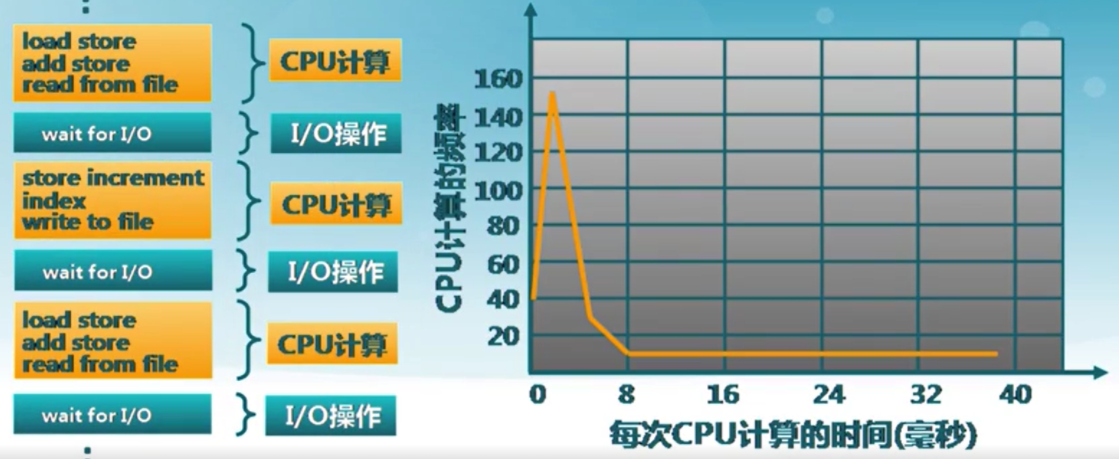 load store
add store
read from file
CPU计算
wait for I/O
I/O操作
store increment
index
write to file
CPU计算
wait for I/O
I/O操作
load store
add store
read from file
CPU计算
wait for I/O
I/O操作
CPU计算的频率
160
140
120
100
80
60
40
20
0 8 16 24 32 40
每次CPU计算的时间(毫秒)